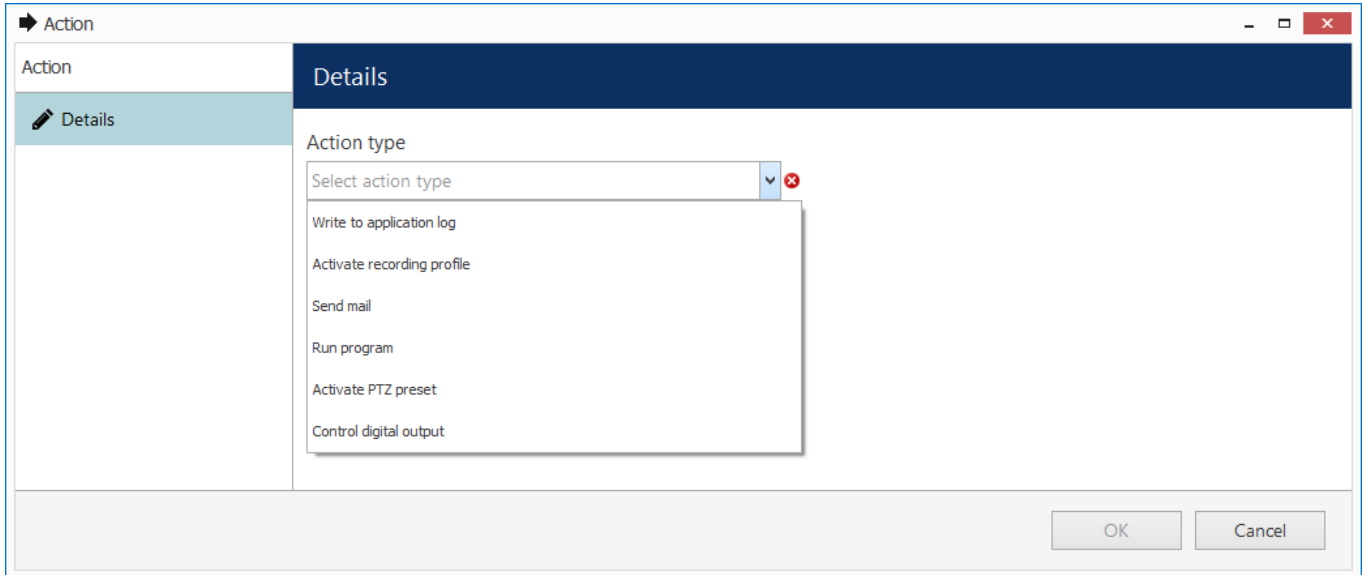 Action
Action
Details
Details
Action type
Select action type
Write to application log
Activate recording profile
Send mail
Run program
Activate PTZ preset
Control digital output
OK
Cancel